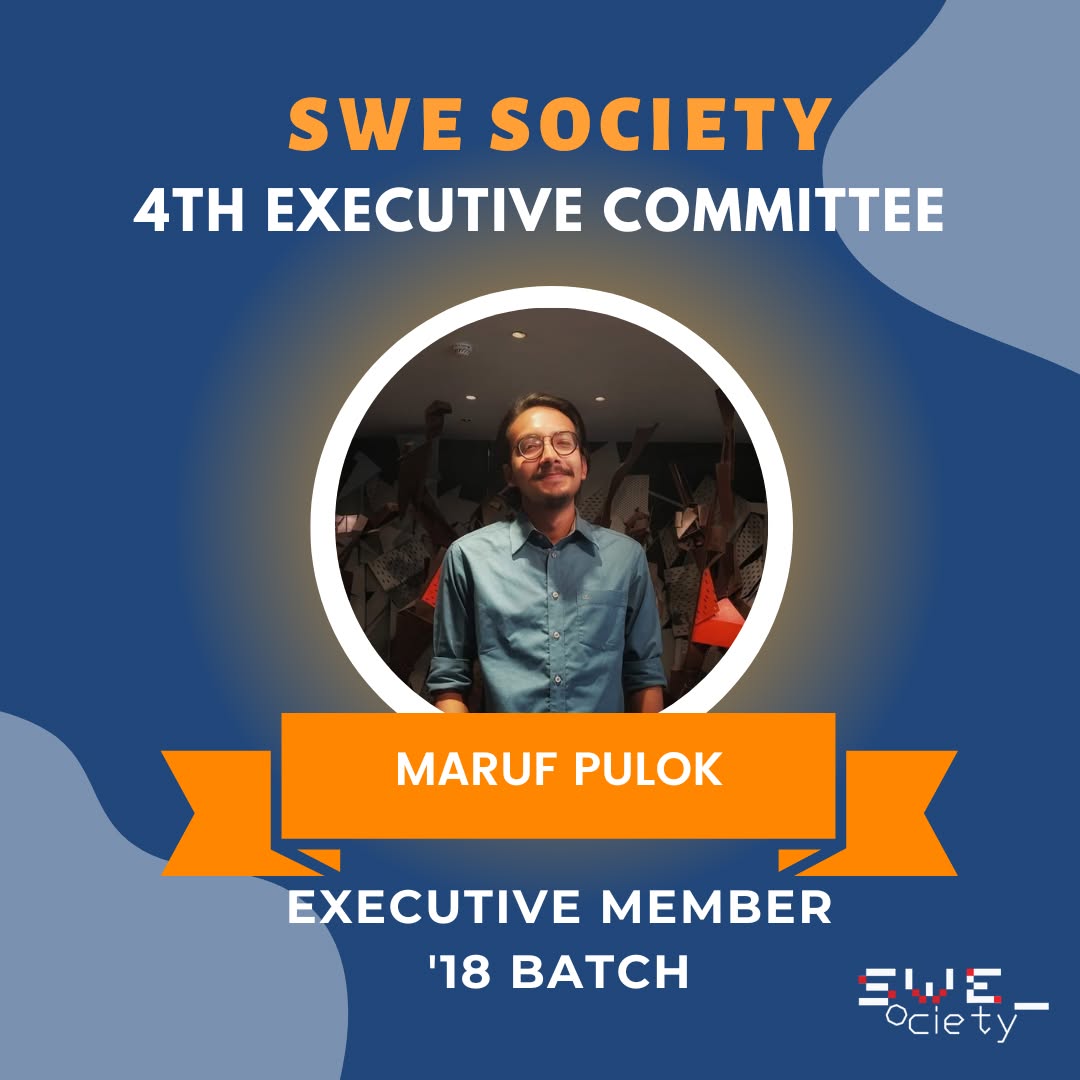 SWE SOCIETY
4TH EXECUTIVE COMMITTEE
MARUF PULOK
EXECUTIVE MEMBER
'18 BATCH
SWE_
ociety